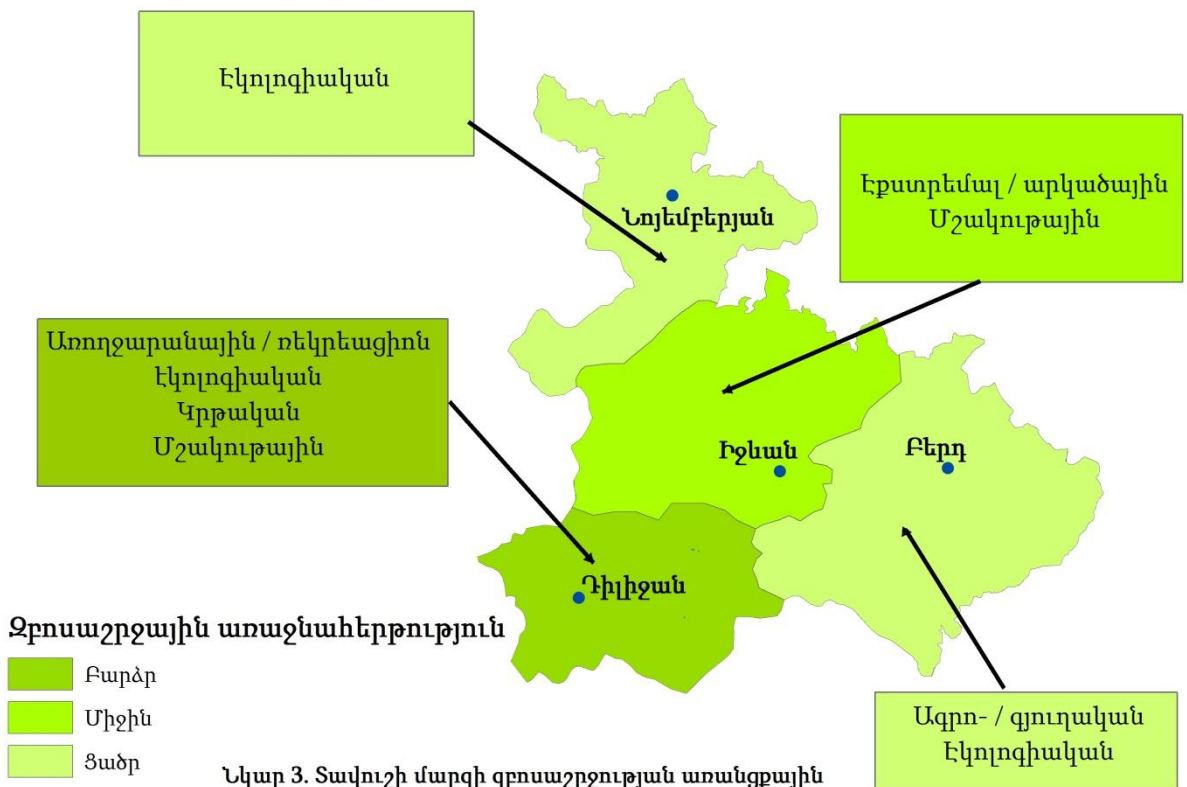 Էկոլոգիական
Էքստրեմալ / արկածային
Մշակութային
Նոյեմբերյան
Առողջարանային / ռեկրեացիոն
Էկոլոգիական
Կրթական
Մշակութային
Իջևան
Բերդ
Դիլիջան
Զբոսաշրջային առաջնահերթություն
Բարձր
Միջին
Ցածր
Ագրո- / գյուղական
Էկոլոգիական
Նկար 3. Տավուշի մարզի զբոսաշրջության առանցքային